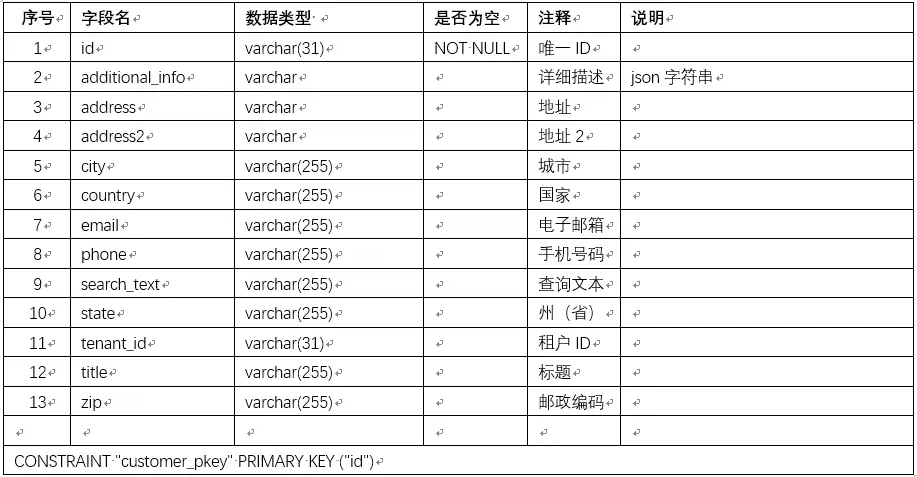 序号 字段名 数据类型 是否为空 注释 说明
1 id varchar(31) NOT NULL 唯一 ID
2 additional_info varchar 详细描述 json 字符串
3 address varchar 地址
4 address2 varchar 地址 2
5 city varchar(255) 城市
6 country varchar(255) 国家
7 email varchar(255) 电子邮箱
8 phone varchar(255) 手机号码
9 search_text varchar(255) 查询文本
10 state varchar(255) 州（省）
11 tenant_id varchar(31) 租户 ID
12 title varchar(255) 标题
13 zip varchar(255) 邮政编码
CONSTRAINT "customer_pkey" PRIMARY KEY ("id")